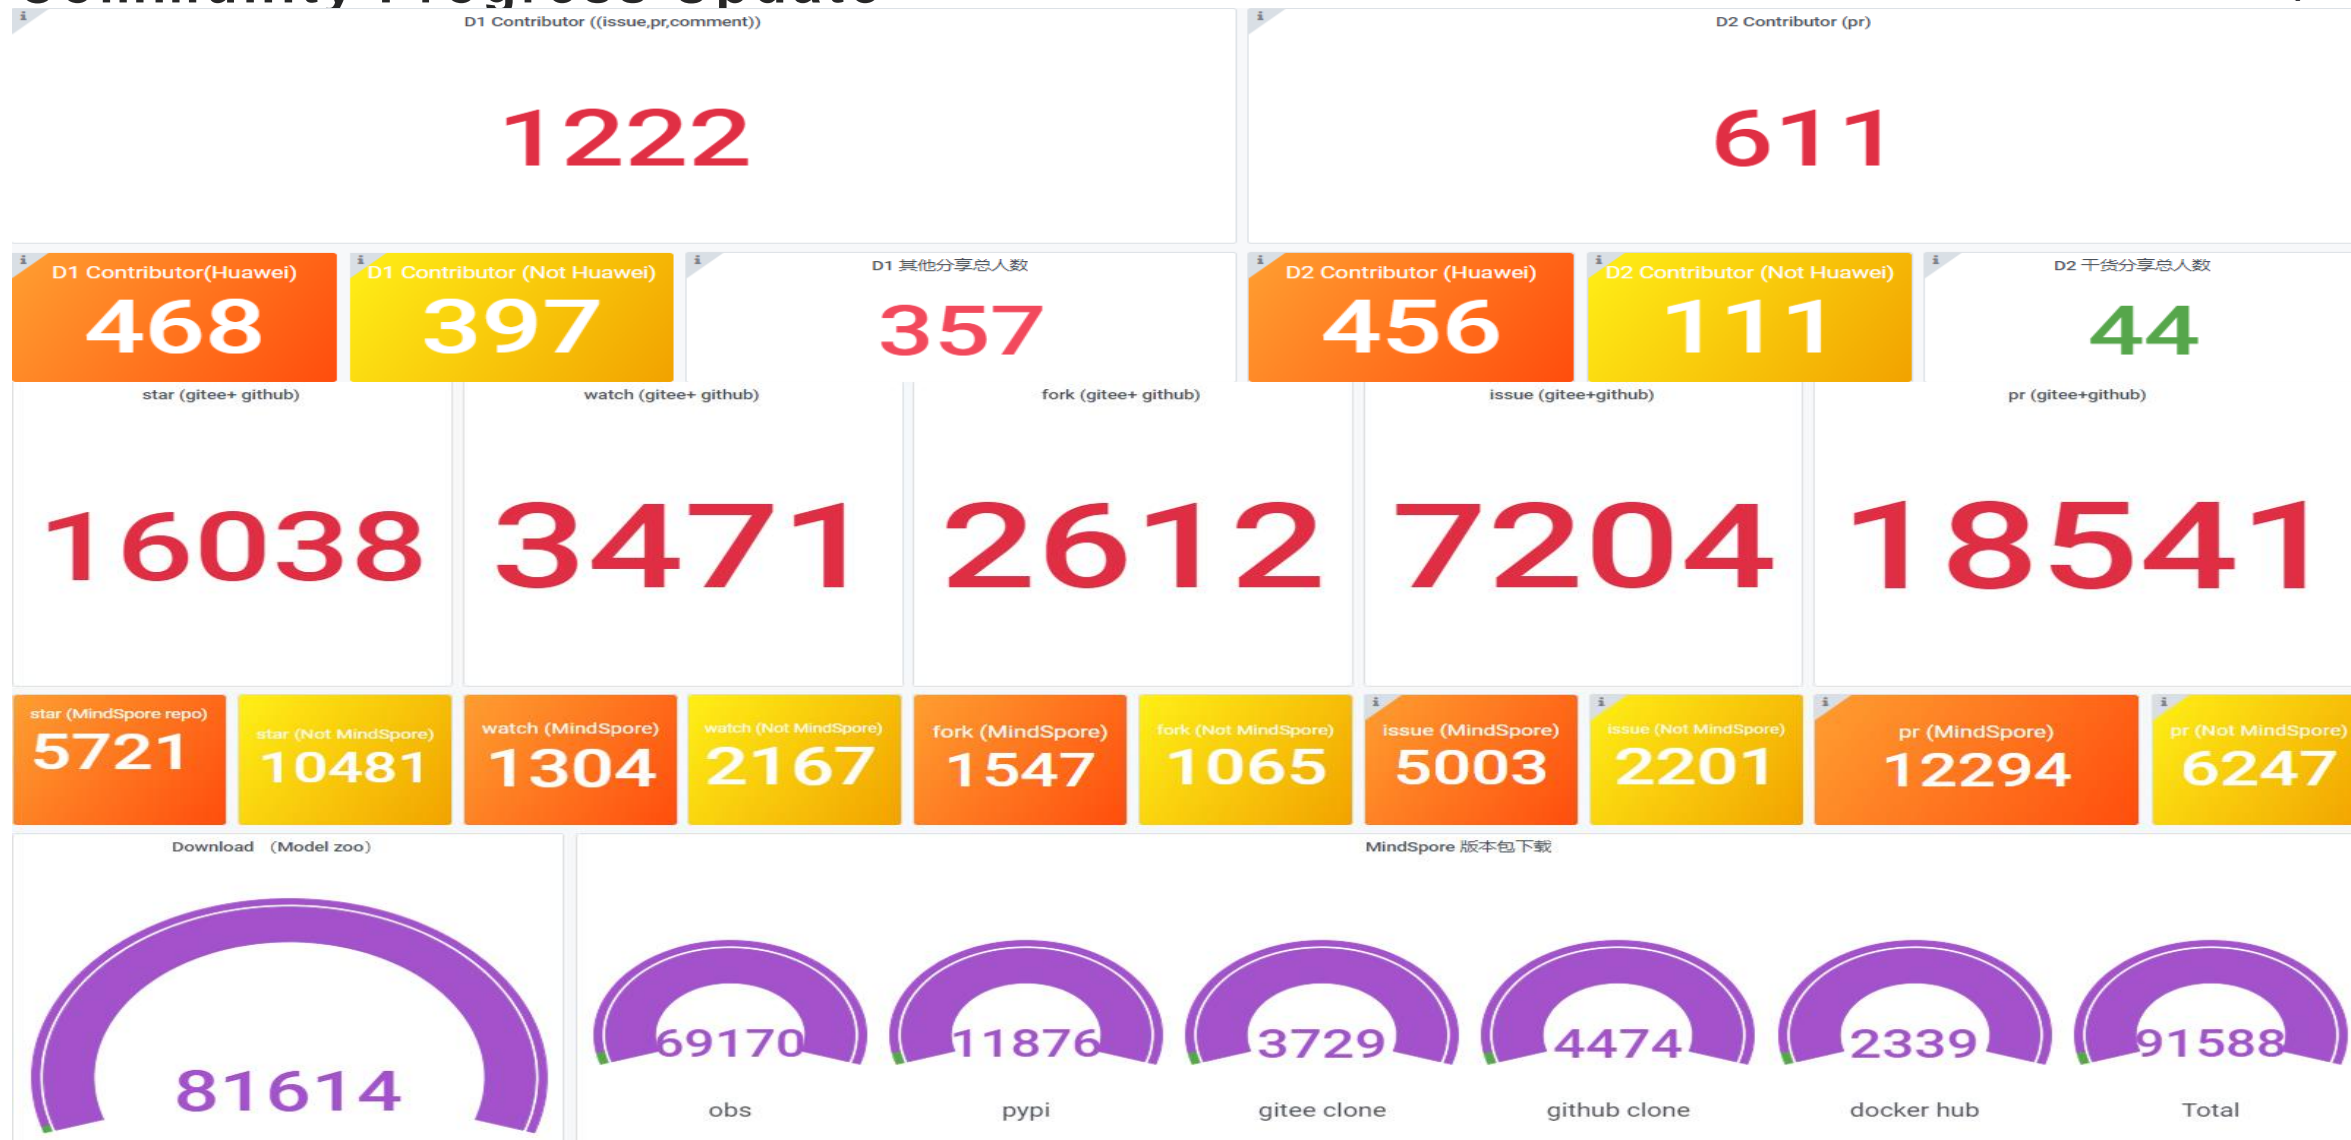 Community Progress Update
D1 Contributor ((issue,pr,comment))
1222
D2 Contributor (pr)
611
D1 Contributor(Huawei)
468
D1 Contributor (Not Huawei)
397
D1 其他分享总人数
357
D2 Contributor (Huawei)
456
D2 Contributor (Not Huawei)
111
D2 干货分享总人数
44
star (gitee+ github)
16038
watch (gitee+ github)
3471
fork (gitee+ github)
2612
issue (gitee+github)
7204
pr (gitee+github)
18541
star (MindSpore repo)
5721
star (Not MindSpore)
10481
watch (MindSpore)
1304
watch (Not MindSpore)
2167
fork (MindSpore)
1547
fork (Not MindSpore)
1065
issue (MindSpore)
5003
issue (Not MindSpore)
2201
pr (MindSpore)
12294
pr (Not MindSpore)
6247
Download （Model zoo）
81614
MindSpore 版本包下载
69170
obs
11876
pypi
3729
gitee clone
4474
github clone
2339
docker hub
91588
Total